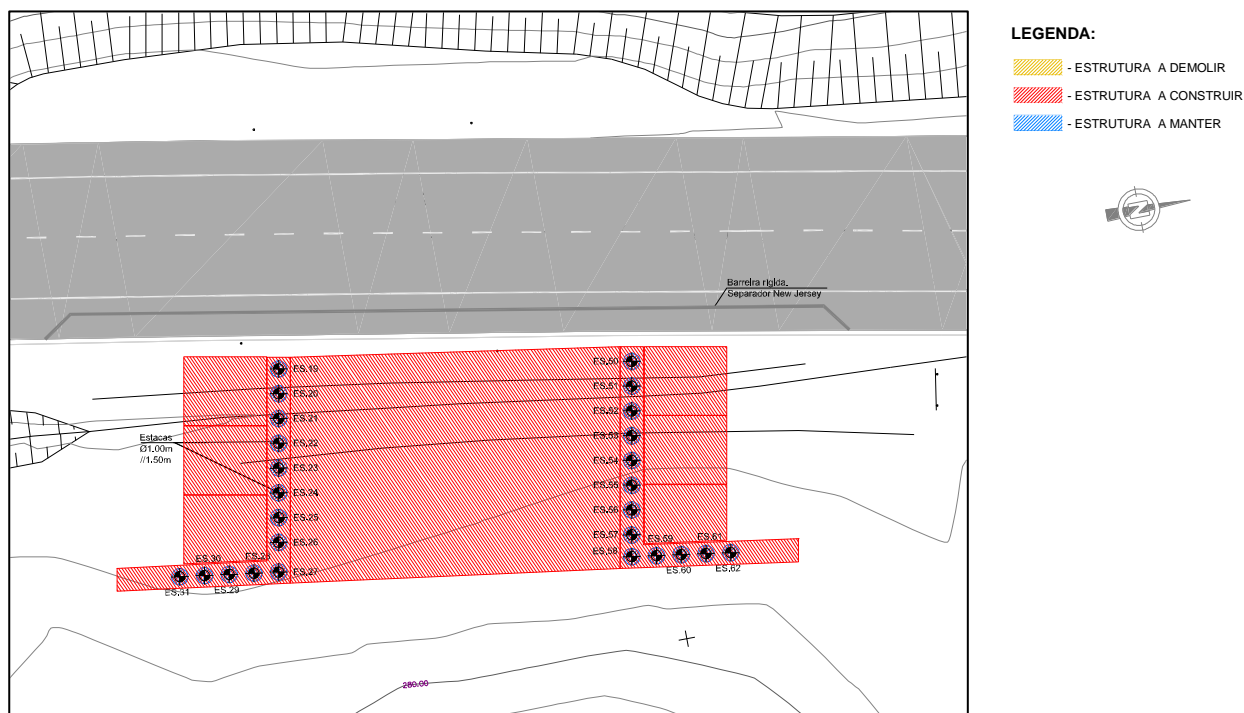 LEGENDA:
- ESTRUTURA A DEMOLIR
- ESTRUTURA A CONSTRUIR
- ESTRUTURA A MANTER
N
Barreira rígida.
Separador New Jersey
ES.19
ES.20
ES.21
ES.22
ES.23
ES.24
ES.25
ES.26
ES.27
ES.28
ES.29
ES.30
ES.31
Estacas
Ø1.00m
//1.50m
ES.50
ES.51
ES.52
ES.53
ES.54
ES.55
ES.56
ES.57
ES.58
ES.59
ES.60
ES.61
ES.62
280.00